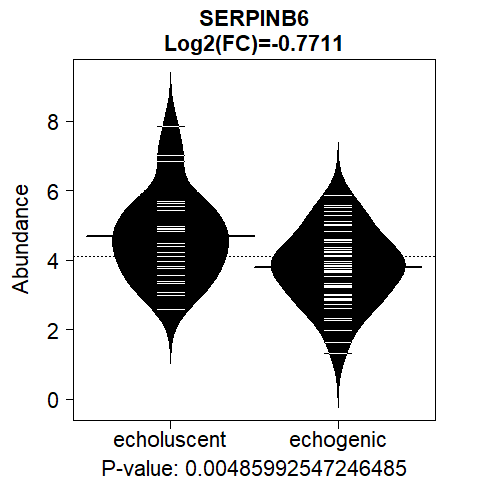 SERPINB6
Log2(FC)=-0.7711
Abundance
8
6
4
2
0
echoluscent echogenic
P-value: 0.00485992547246485